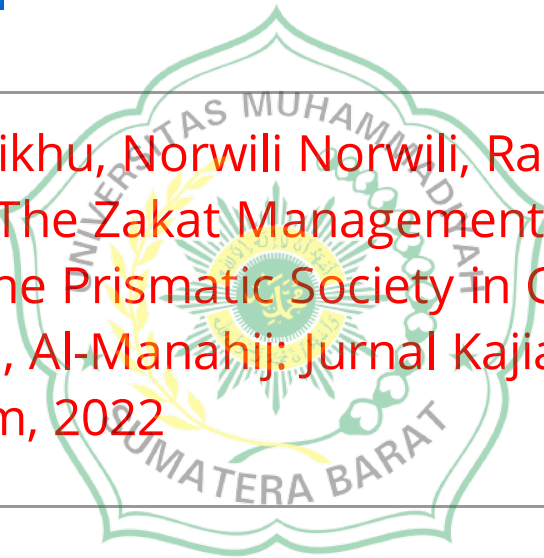 ikhu, Norwili Norwili, Ra
The Zakat Management
ne Prismatic Society in
, Al-Manahij: Jurnal Kajia
m, 2022
UNIVERSITAS MUHAMMADIYAH
SUMATERA BARAT